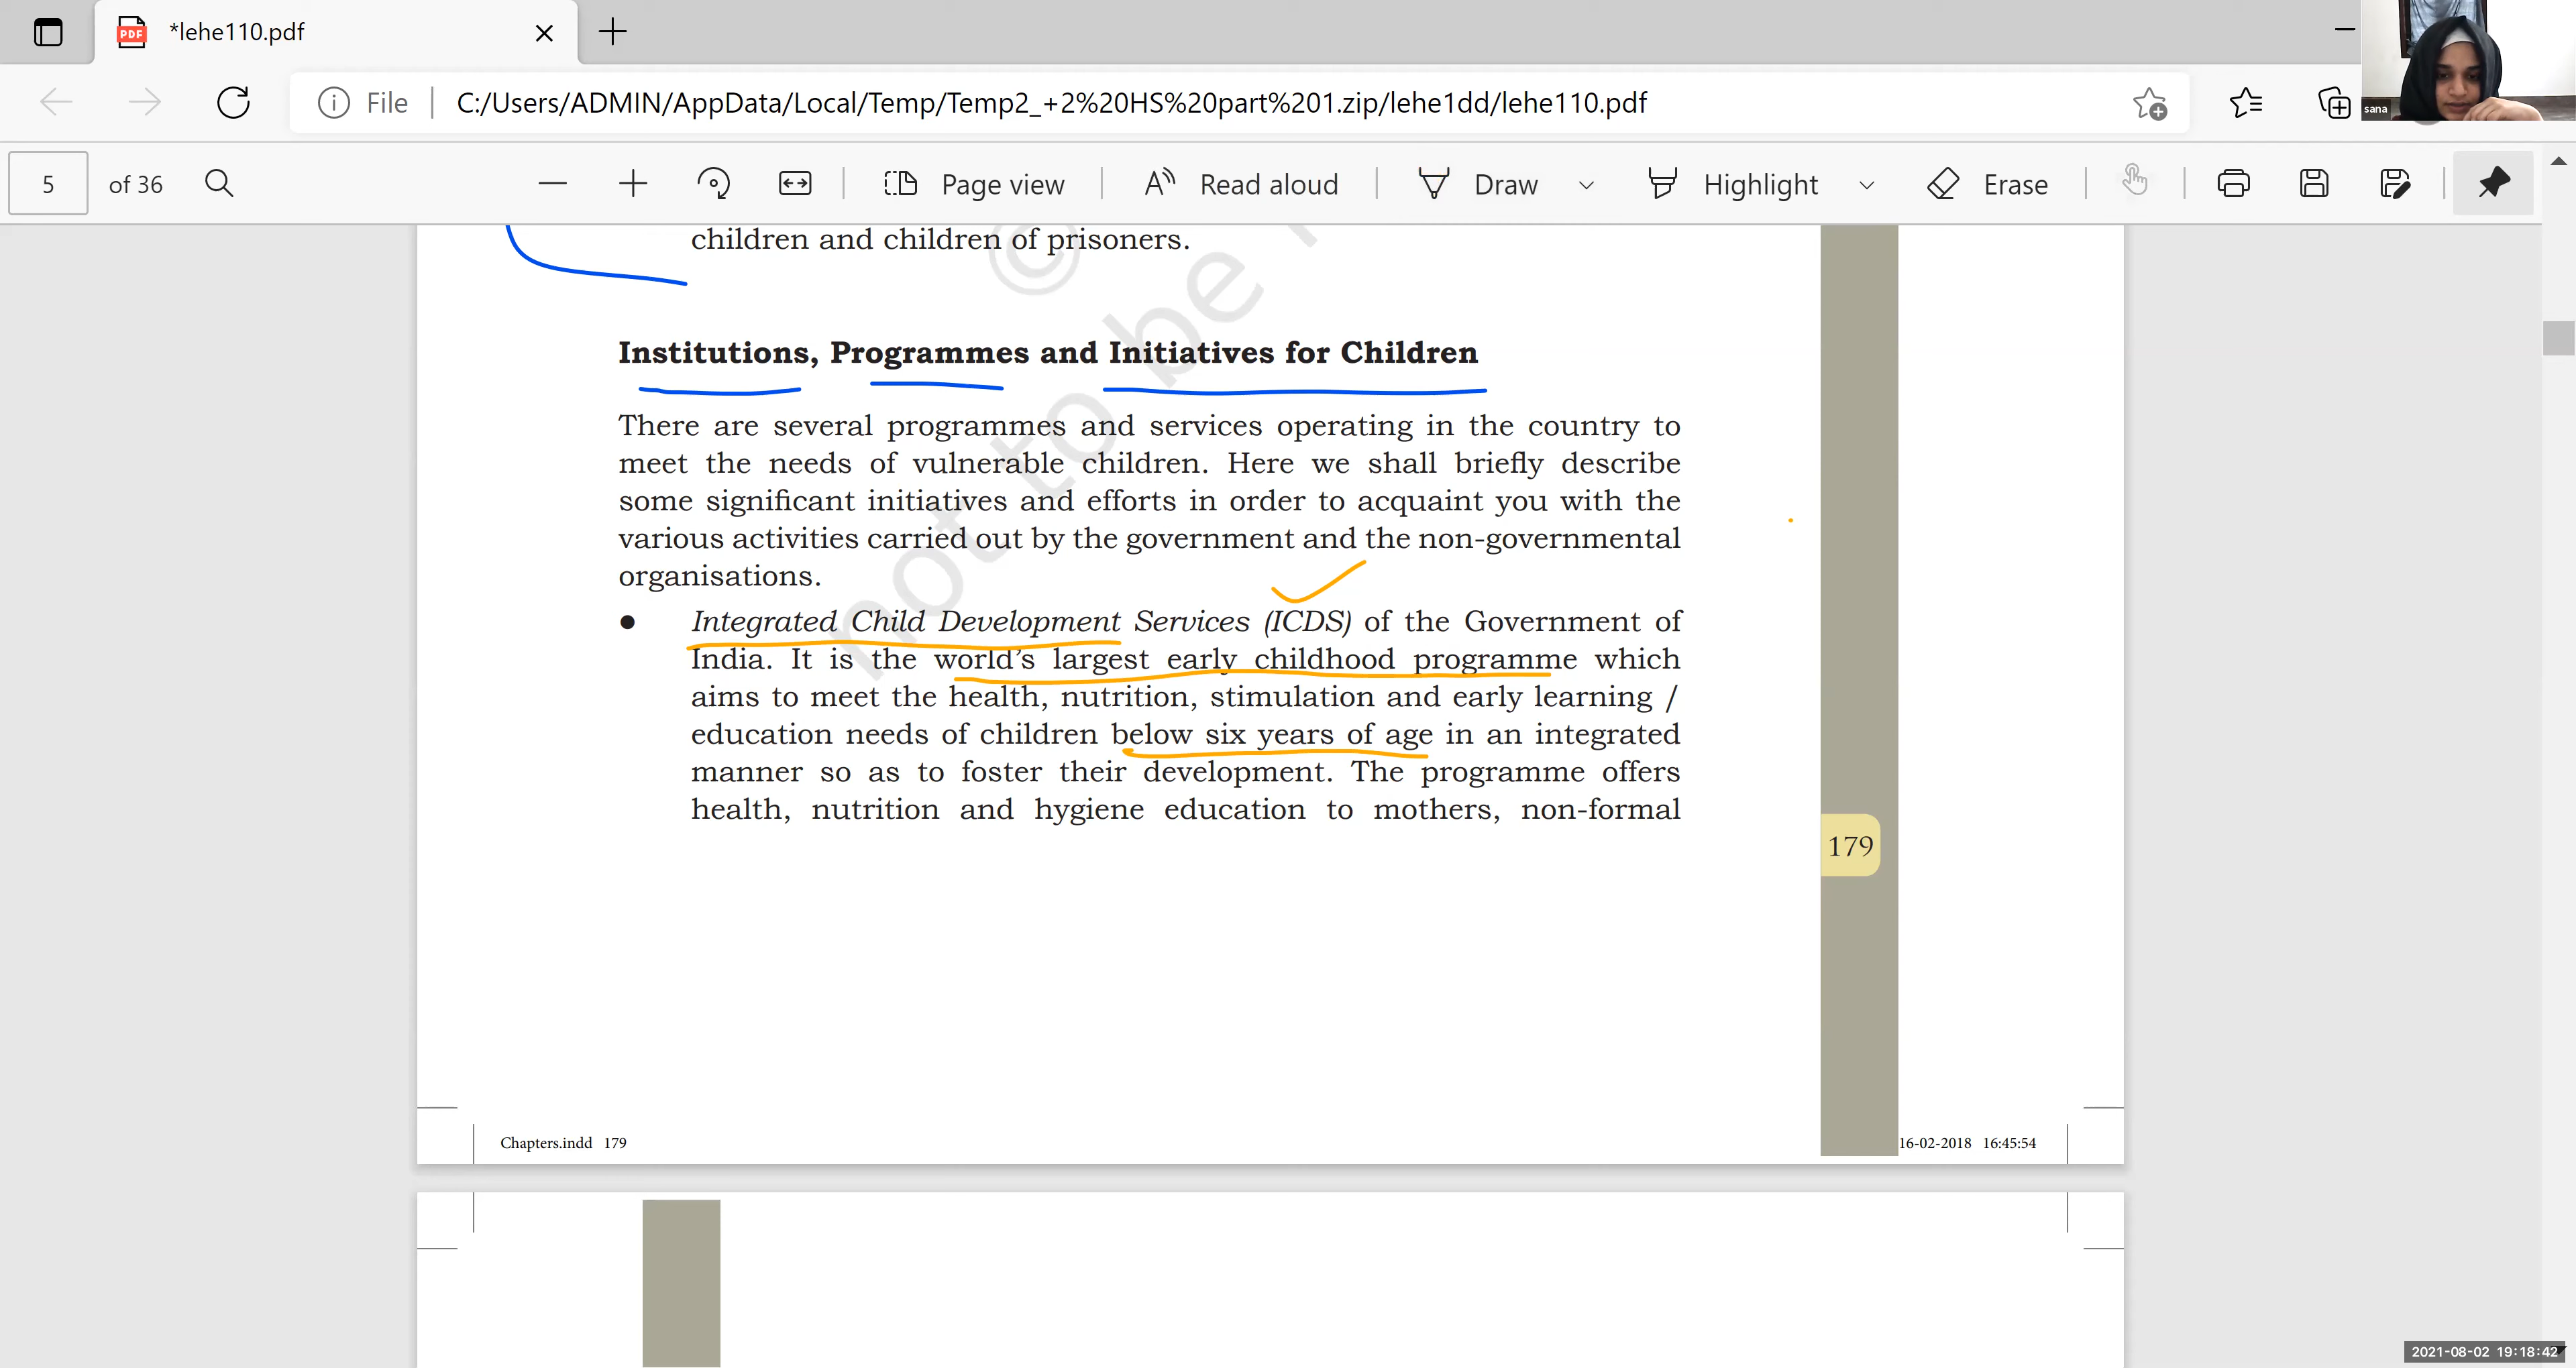 *lehe110.pdf
File
C:/Users/ADMIN/AppData/Local/Temp/Temp2_+2%20HS%20part%201.zip/lehe1dd/lehe110.pdf
sana
5 of 36
Page view
Read aloud
Draw
Highlight
Erase
children and children of prisoners.
Institutions, Programmes and Initiatives for Children
There are several programmes and services operating in the country to
meet the needs of vulnerable children. Here we shall briefly describe
some significant initiatives and efforts in order to acquaint you with the
various activities carried out by the government and the non-governmental
organisations.
● Integrated Child Development Services (ICDS) of the Government of
India. It is the world's largest early childhood programme which
aims to meet the health, nutrition, stimulation and early learning /
education needs of children below six years of age in an integrated
manner so as to foster their development. The programme offers
health, nutrition and hygiene education to mothers, non-formal
179
© not to be
Chapters.indd 179
16-02-2018 16:45:54
2021-08-02 19:18:42